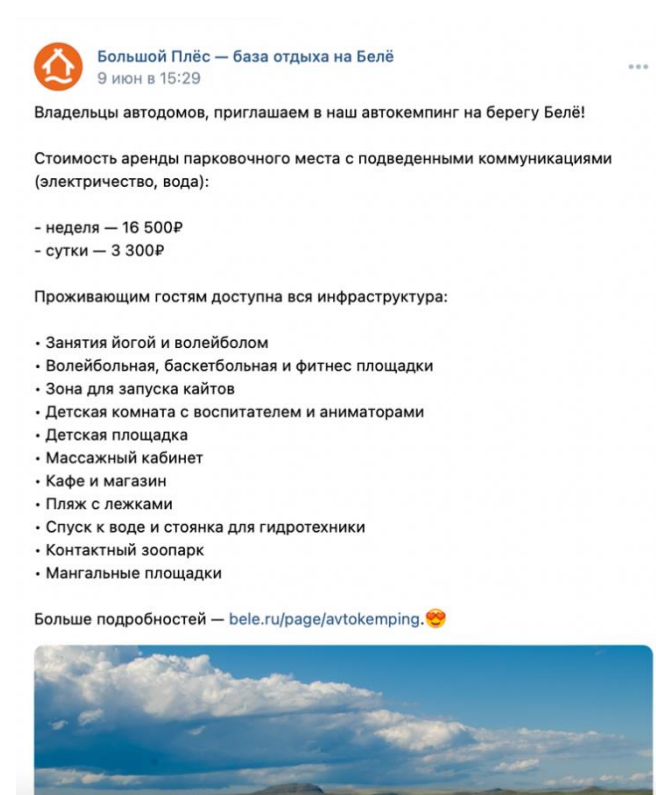 Большой Плёс — база отдыха на Белё
9 июн в 15:29
Владельцы автодомов, приглашаем в наш автокемпинг на берегу Белё!
Стоимость аренды парковочного места с подведенными коммуникациями
(электричество, вода):
- неделя — 16 500₽
- сутки — 3 300₽
Проживающим гостям доступна вся инфраструктура:
• Занятия йогой и волейболом
• Волейбольная, баскетбольная и фитнес площадки
• Зона для запуска кайтов
• Детская комната с воспитателем и аниматорами
• Детская площадка
• Массажный кабинет
• Кафе и магазин
• Пляж с лежками
• Спуск к воде и стоянка для гидротехники
• Контактный зоопарк
• Мангальные площадки
Больше подробностей — bele.ru/page/avtokemping.😍